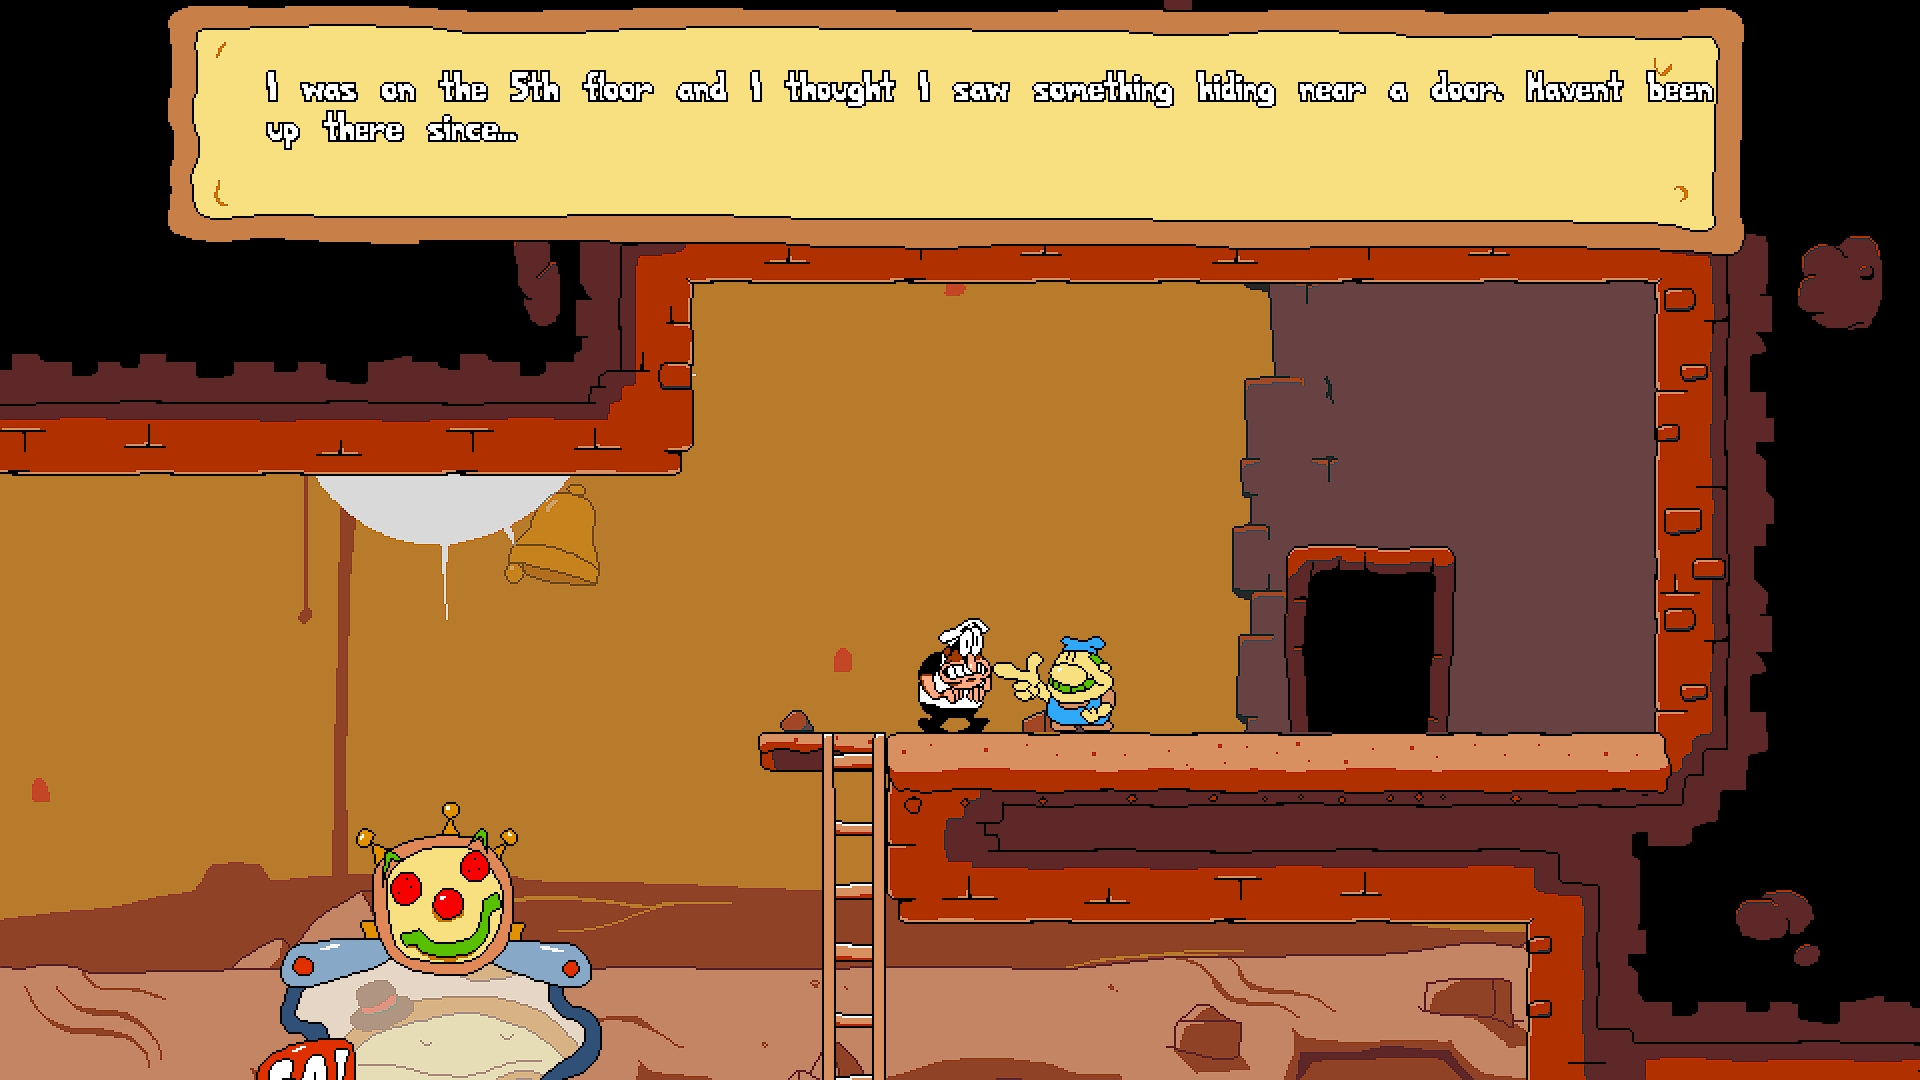 I was on the 5th floor and I thought I saw something hiding near a door. Havent been
up there since...